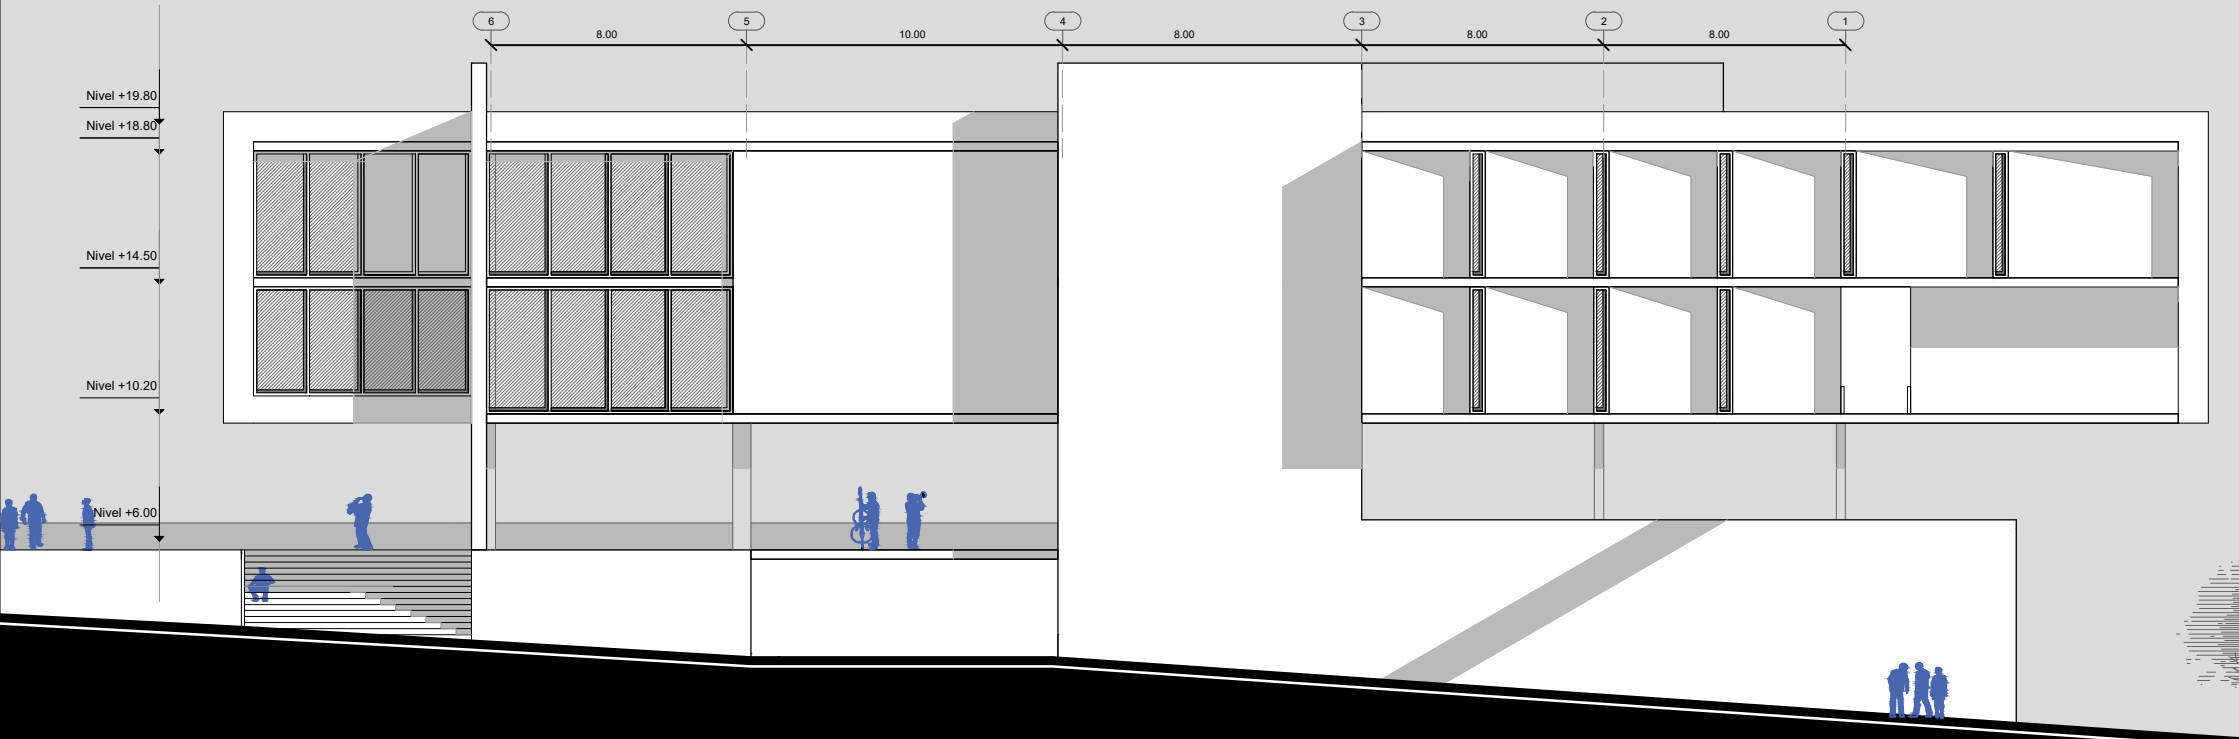 6 5 4 3 2 1
8.00 10.00 8.00 8.00 8.00
Nivel +19.80
Nivel +18.80
Nivel +14.50
Nivel +10.20
Nivel +6.00